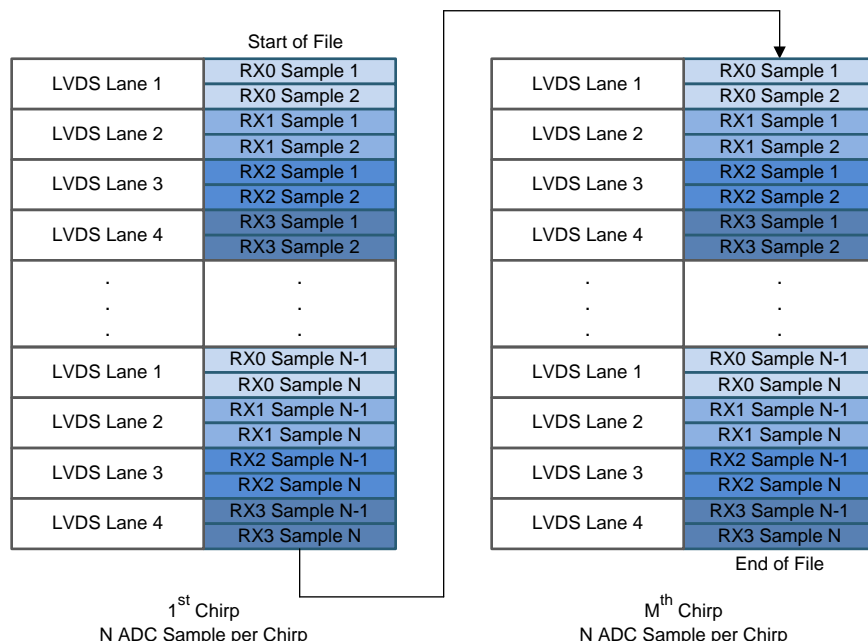 Start of File
LVDS Lane 1
RX0 Sample 1
RX0 Sample 2
LVDS Lane 2
RX1 Sample 1
RX1 Sample 2
LVDS Lane 3
RX2 Sample 1
RX2 Sample 2
LVDS Lane 4
RX3 Sample 1
RX3 Sample 2
.
.
.
.
.
.
LVDS Lane 1
RX0 Sample N-1
RX0 Sample N
LVDS Lane 2
RX1 Sample N-1
RX1 Sample N
LVDS Lane 3
RX2 Sample N-1
RX2 Sample N
LVDS Lane 4
RX3 Sample N-1
RX3 Sample N
1st Chirp
N ADC Sample per Chirp
LVDS Lane 1
RX0 Sample 1
RX0 Sample 2
LVDS Lane 2
RX1 Sample 1
RX1 Sample 2
LVDS Lane 3
RX2 Sample 1
RX2 Sample 2
LVDS Lane 4
RX3 Sample 1
RX3 Sample 2
.
.
.
.
.
.
LVDS Lane 1
RX0 Sample N-1
RX0 Sample N
LVDS Lane 2
RX1 Sample N-1
RX1 Sample N
LVDS Lane 3
RX2 Sample N-1
RX2 Sample N
LVDS Lane 4
RX3 Sample N-1
RX3 Sample N
End of File
Mth Chirp
N ADC Sample per Chirp